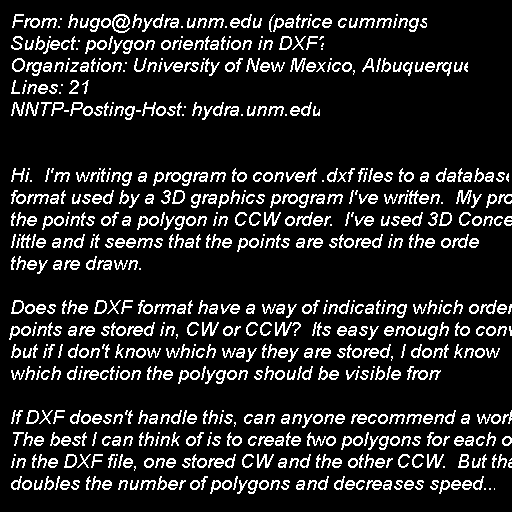 From: hugo@hydra.unm.edu (patrice cummings
Subject: polygon orientation in DXF?
Organization: University of New Mexico, Albuquerque
Lines: 21
NNTP-Posting-Host: hydra.unm.edu
Hi.  I'm writing a program to convert .dxf files to a database
format used by a 3D graphics program I've written.  My
the points of a polygon in CCW order.  I've used 3D
little and it seems that the points are stored in the
they are drawn.
Does the DXF format have a way of indicating which order
points are stored in, CW or CCW?  Its easy enough to
but if I don't know which way they are stored, I dont know
which direction the polygon should be visible from
If DXF doesn't handle this, can anyone recommend a
The best I can think of is to create two polygons for each
in the DXF file, one stored CW and the other CCW.  But
doubles the number of polygons and decreases speed...